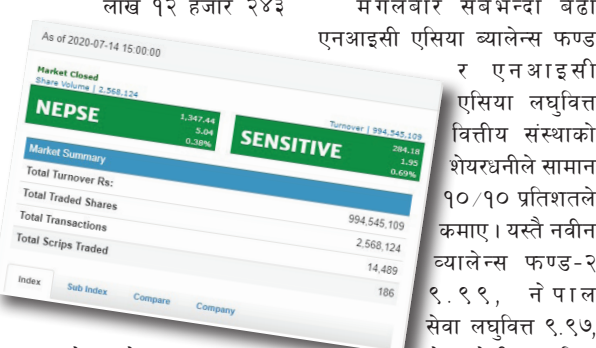 लाख १२ हजार २४३
As of 2020-07-14 15:00:00
Market Closed
Share Volume | 2,568,124
NEPSE
1,347.44
5.04
0.38%
Turnover | 994,545,109
SENSITIVE
284.18
1.95
0.69%
Market Summary
Total Turnover Rs:
994,545,109
Total Traded Shares
2,568,124
Total Transactions
14,489
Total Scrips Traded
186
Index Sub Index Compare Company
मंगलबार सबैभन्दा बढी
एनआइसी एसिया ब्यालेन्स फण्ड
र एनआइसी
एसिया लघुवित्त
वित्तीय संस्थाको
शेयरधनीले सामान
१०/१० प्रतिशतले
कमाए । यस्तै नवीन
ब्यालेन्स फण्ड-२
९.९९, नेपाल
सेवा लघुवित्त ९.९७,